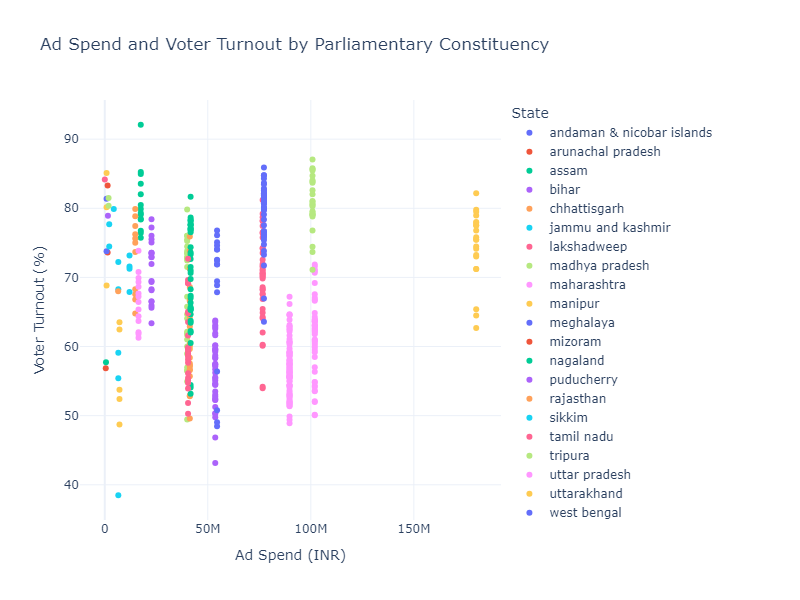 Ad Spend and Voter Turnout by Parliamentary Constituency
State
andaman & nicobar islands
arunachal pradesh
assam
bihar
chhattisgarh
jammu and kashmir
lakshadweep
madhya pradesh
maharashtra
manipur
meghalaya
mizoram
nagaland
puducherry
rajasthan
sikkim
tamil nadu
tripura
uttar pradesh
uttarakhand
west bengal
90
80
70
60
50
40
Voter Turnout (%)
0
50M
100M
150M
Ad Spend (INR)